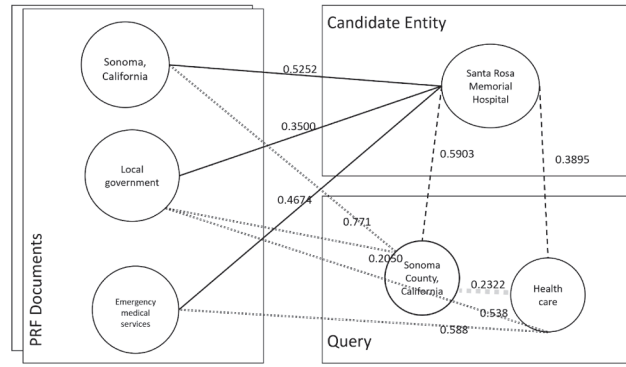 Candidate Entity
Sonoma,
California
Santa Rosa
Memorial
Hospital
0.5252
0.3500
Local
government
0.5903
0.3895
0.4674
0.771
0.2050
Sonoma
County,
California
0.2322
Health
care
0.538
0.588
Emergency
medical
services
PRF Documents
Query